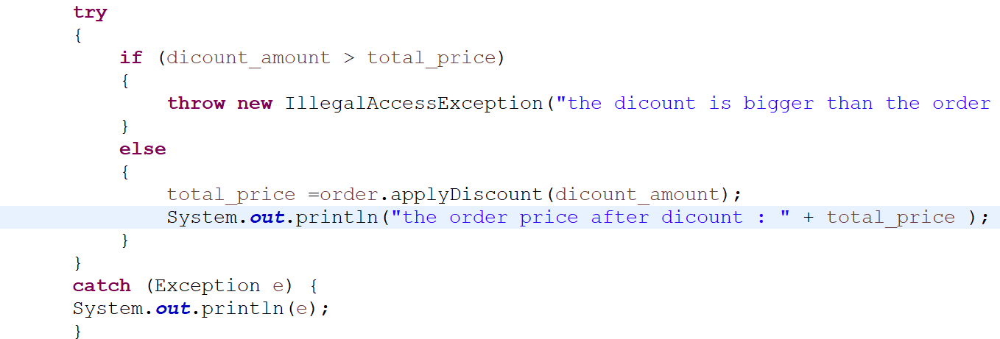 try
{
if (dicount_amount > total_price)
{
throw new IllegalAccessException("the dicount is bigger than the order
}
else
{
total_price =order.applyDiscount(dicount_amount);
System.out.println("the order price after dicount : " + total_price );
}
}
catch (Exception e) {
System.out.println(e);
}